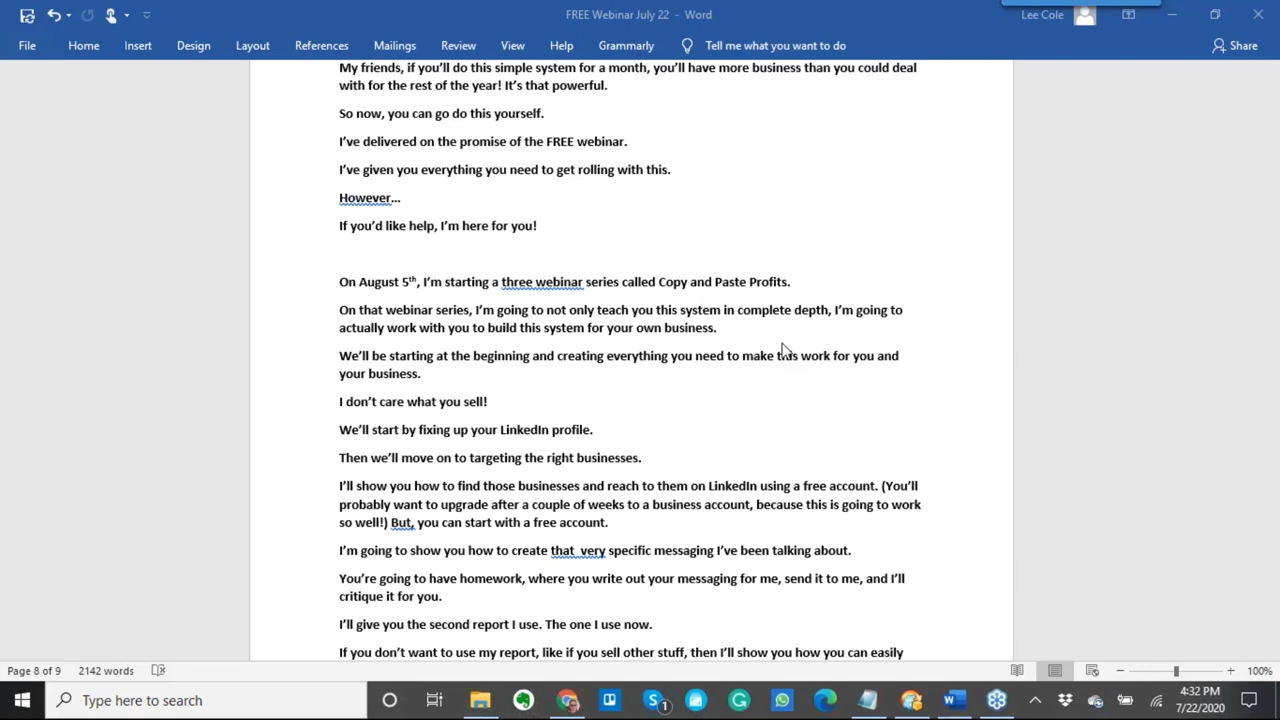 FREE Webinar July 22 - Word
Lee Cole
File Home Insert Design Layout References Mailings Review View Help Grammarly Tell me what you want to do Share
My friends, if you'll do this simple system for a month, you'll have more business than you could deal
with for the rest of the year! It's that powerful.
So now, you can go do this yourself.
I've delivered on the promise of the FREE webinar.
I've given you everything you need to get rolling with this.
However...
If you'd like help, I'm here for you!
On August 5th, I'm starting a three webinar series called Copy and Paste Profits.
On that webinar series, I'm going to not only teach you this system in complete depth, I'm going to
actually work with you to build this system for your own business.
We'll be starting at the beginning and creating everything you need to make this work for you and
your business.
I don't care what you sell!
We'll start by fixing up your LinkedIn profile.
Then we'll move on to targeting the right businesses.
I'll show you how to find those businesses and reach to them on LinkedIn using a free account. (You'll
probably want to upgrade after a couple of weeks to a business account, because this is going to work
so well!) But, you can start with a free account.
I'm going to show you how to create that  very specific messaging I've been talking about.
You're going to have homework, where you write out your messaging for me, send it to me, and I'll
critique it for you.
I'll give you the second report I use. The one I use now.
If you don't want to use my report, like if you sell other stuff, then I'll show you how you can easily
Page 8 of 9 2142 words 100%
Type here to search
1
4:32 PM
7/22/2020